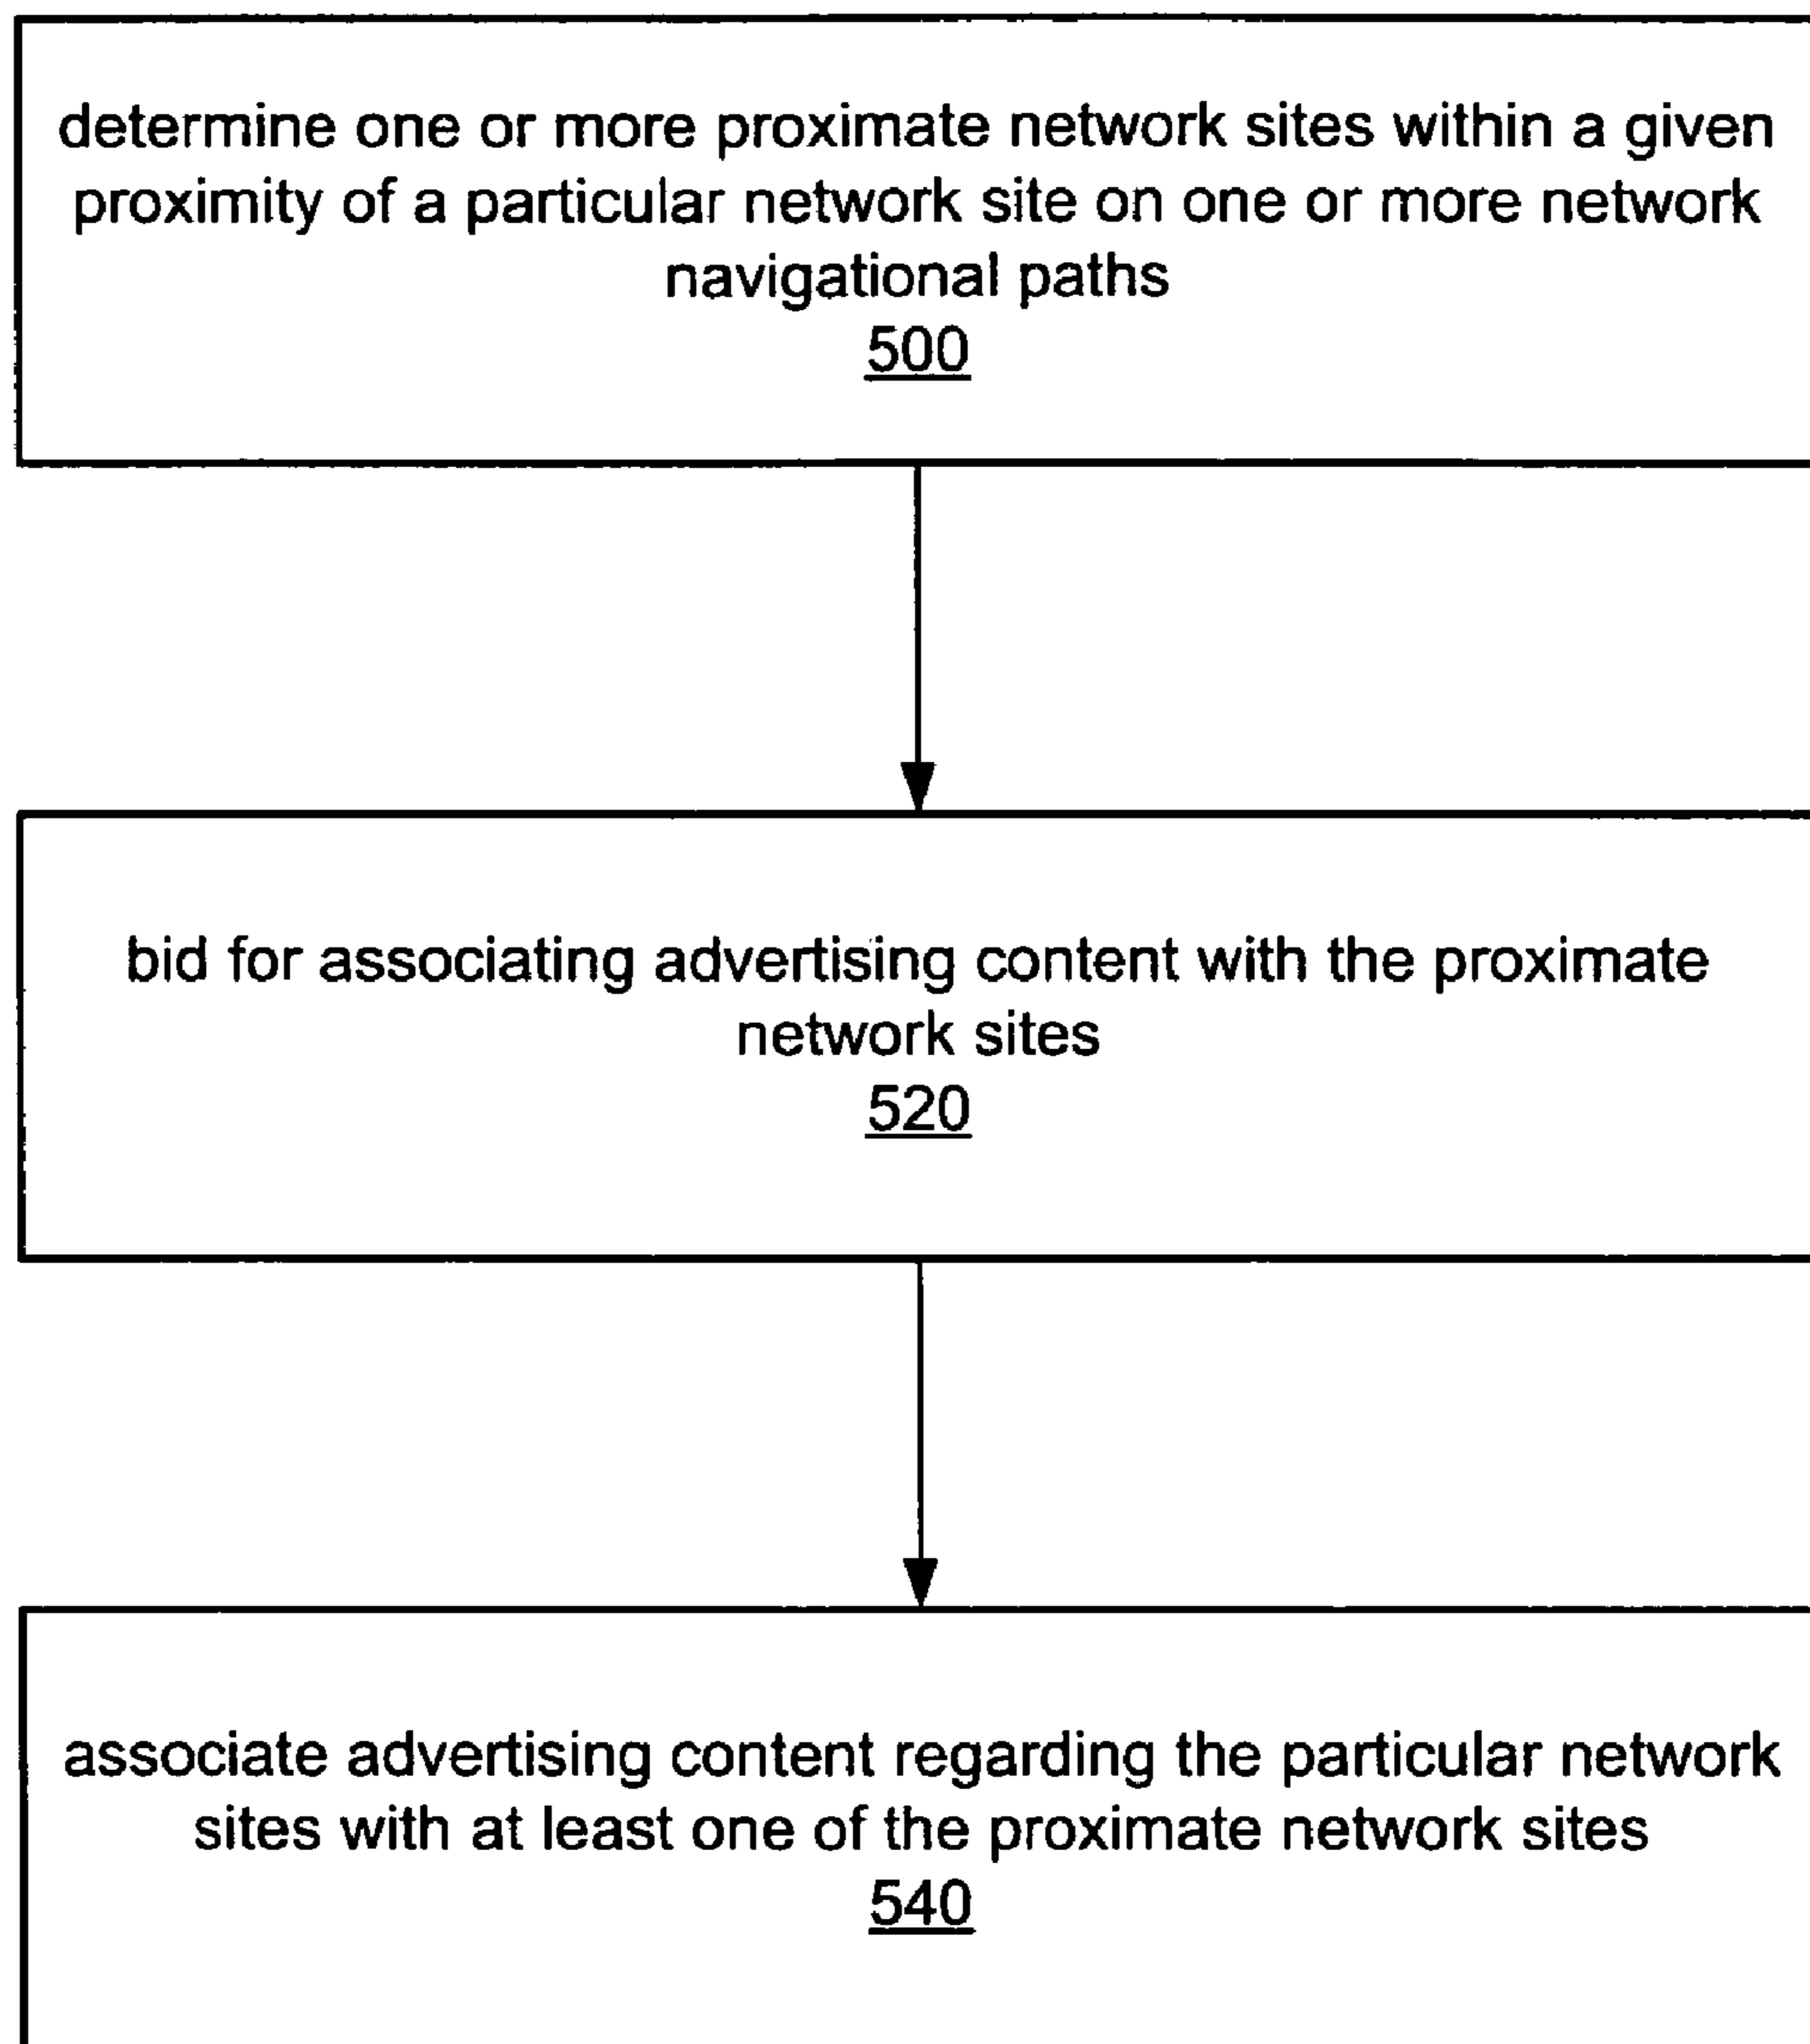 determine one or more proximate network sites within a given
proximity of a particular network site on one or more network
navigational paths
500
bid for associating advertising content with the proximate
network sites
520
associate advertising content regarding the particular network
sites with at least one of the proximate network sites
540